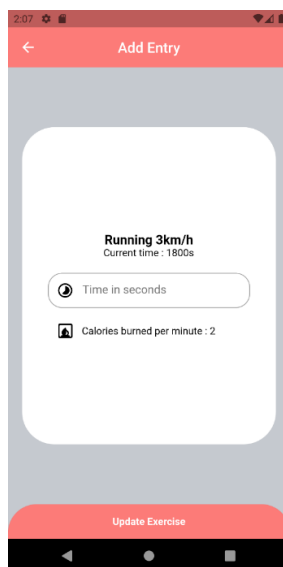 2:07
Add Entry
Running 3km/h
Current time : 1800s
Time in seconds
Calories burned per minute : 2
Update Exercise